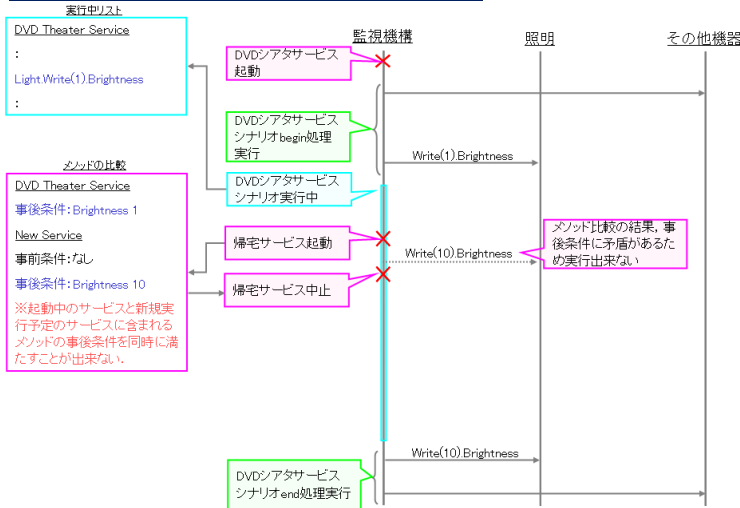 実行中リスト
DVD Theater Service
:
Light.Write(1).Brightness
:
監視機構
照明
その他機器
DVDシアタサービス
起動
DVDシアタサービス
シナリオbegin処理
実行
Write(1).Brightness
DVDシアタサービス
シナリオ実行中
メソッドの比較
DVD Theater Service
事後条件:Brightness 1
New Service
事前条件:なし
事後条件:Brightness 10
※起動中のサービスと新規実
行予定のサービスに含まれる
メソッドの事後条件を同時に満
たすことが出来ない.
帰宅サービス起動
Write(10).Brightness
メソッド比較の結果,事
後条件に矛盾があるた
め実行出来ない
帰宅サービス中止
Write(10).Brightness
DVDシアタサービス
シナリオend処理実行